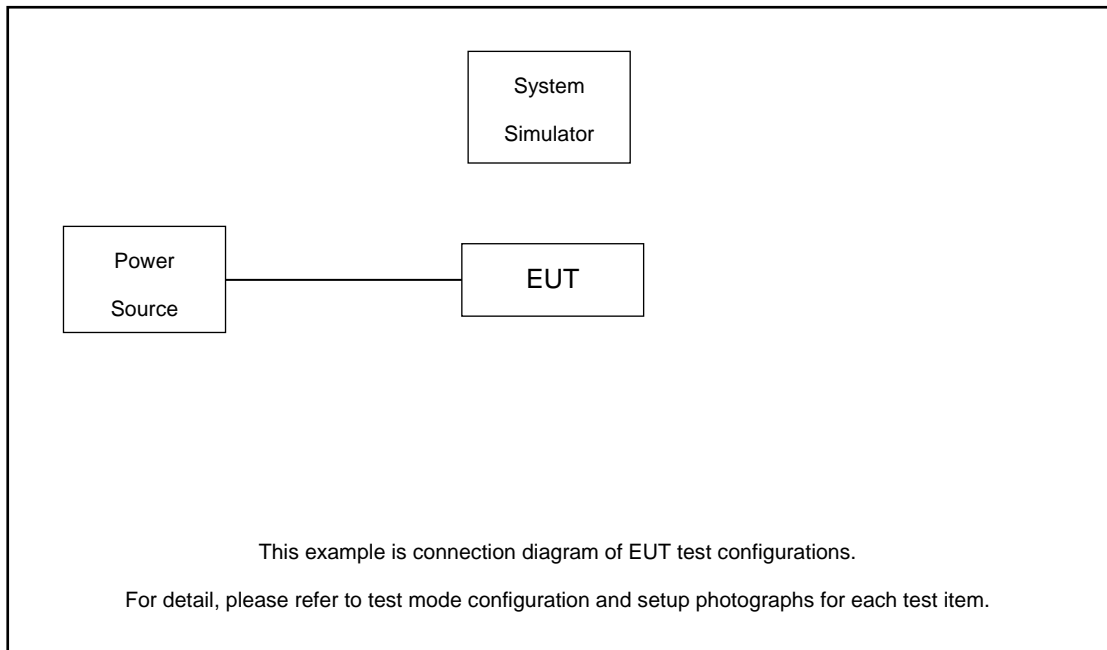 System
Simulator
Power
Source
EUT
This example is connection diagram of EUT test configurations.
For detail, please refer to test mode configuration and setup photographs for each test item.